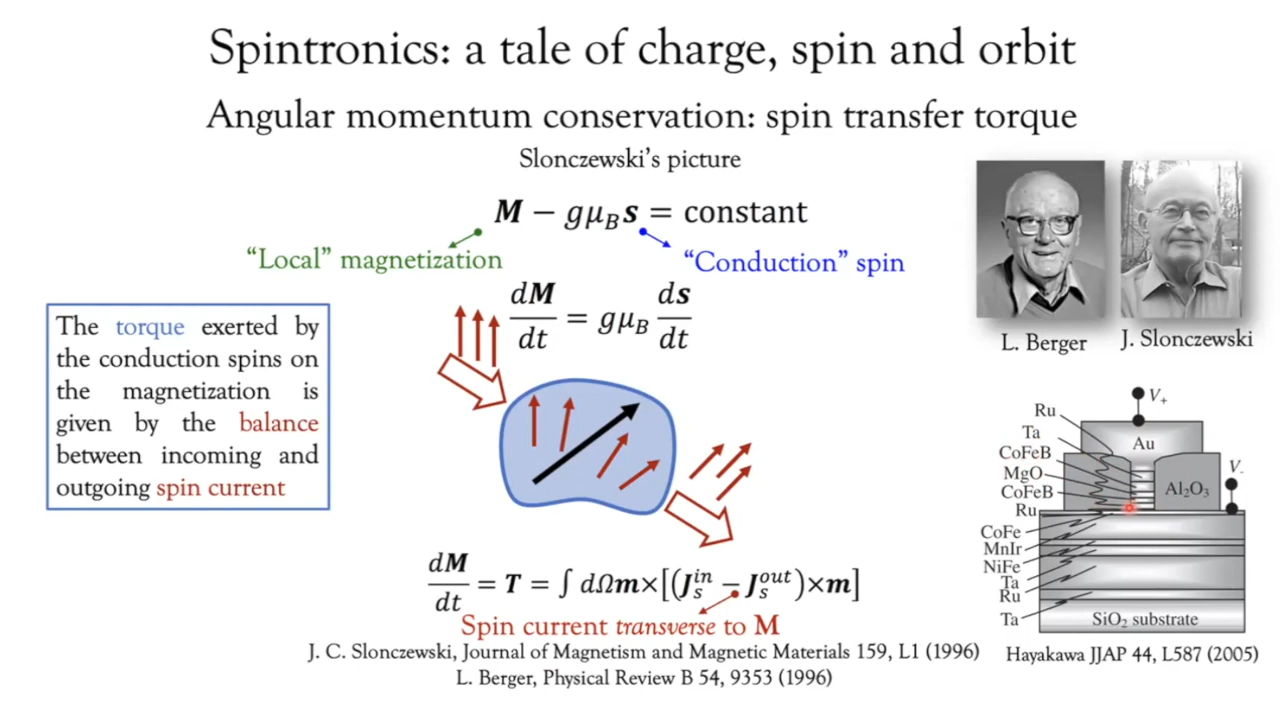 Spintronics: a tale of charge, spin and orbit
Angular momentum conservation: spin transfer torque
Slonczewski's picture
𝑴 − 𝑔𝜇_B 𝒔 = constant
"Local" magnetization
"Conduction" spin
d𝑴/dt = 𝑔𝜇_B d𝒔/dt
The torque exerted by
the conduction spins on
the magnetization is
given by the balance
between incoming and
outgoing spin current
d𝑴/dt = 𝑻 = ∫ dΩ𝒎×[(𝑱_s^in − 𝑱_s^out)×𝒎]
Spin current transverse to M
J. C. Slonczewski, Journal of Magnetism and Magnetic Materials 159, L1 (1996)
L. Berger, Physical Review B 54, 9353 (1996)
L. Berger
J. Slonczewski
V+
Ru
Ta
Au
CoFeB
MgO
CoFeB
Al2O3
V-
Ru
CoFe
MnIr
NiFe
Ta
Ru
Ta
SiO2 substrate
Hayakawa JJAP 44, L587 (2005)